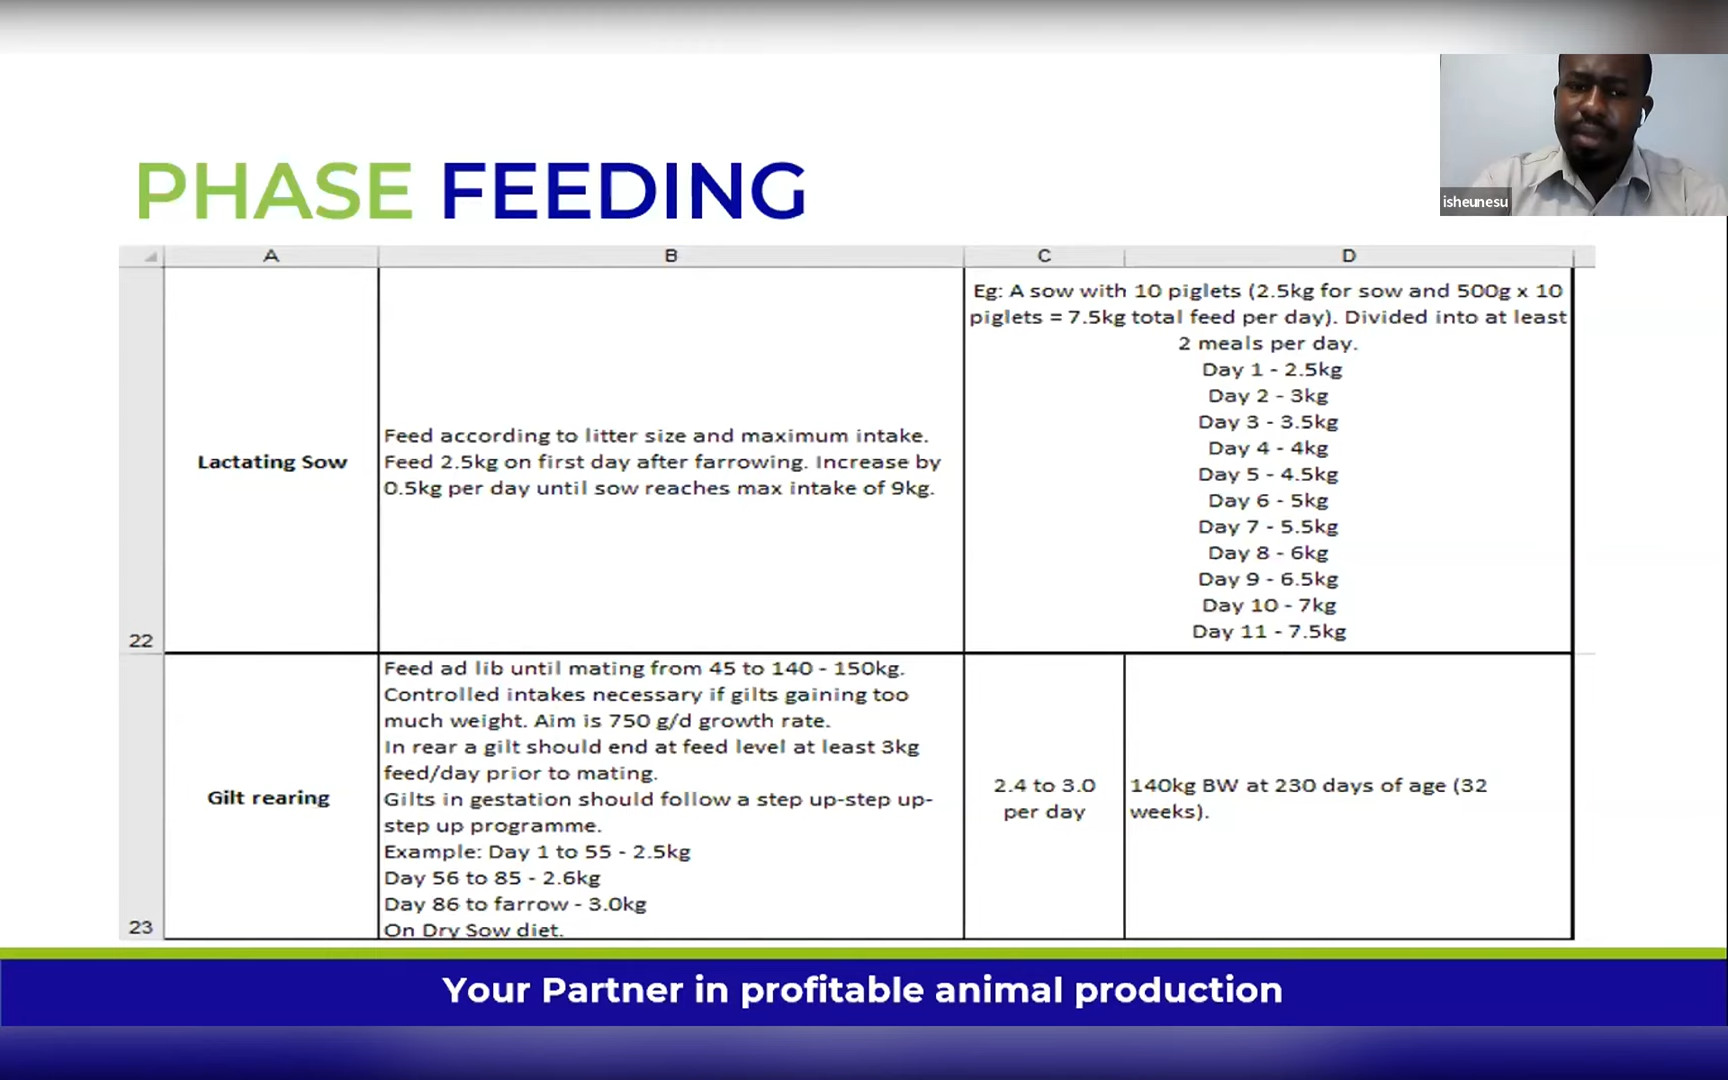 isheunesu
PHASE FEEDING
A B C D
22
Lactating Sow
Feed according to litter size and maximum intake.
Feed 2.5kg on first day after farrowing. Increase by
0.5kg per day until sow reaches max intake of 9kg.
Eg: A sow with 10 piglets (2.5kg for sow and 500g x 10
piglets = 7.5kg total feed per day). Divided into at least
2 meals per day.
Day 1 - 2.5kg
Day 2 - 3kg
Day 3 - 3.5kg
Day 4 - 4kg
Day 5 - 4.5kg
Day 6 - 5kg
Day 7 - 5.5kg
Day 8 - 6kg
Day 9 - 6.5kg
Day 10 - 7kg
Day 11 - 7.5kg
23
Gilt rearing
Feed ad lib until mating from 45 to 140 - 150kg.
Controlled intakes necessary if gilts gaining too
much weight. Aim is 750 g/d growth rate.
In rear a gilt should end at feed level at least 3kg
feed/day prior to mating.
Gilts in gestation should follow a step up-step up-
step up programme.
Example: Day 1 to 55 - 2.5kg
Day 56 to 85 - 2.6kg
Day 86 to farrow - 3.0kg
On Dry Sow diet.
2.4 to 3.0
per day
140kg BW at 230 days of age (32
weeks).
Your Partner in profitable animal production